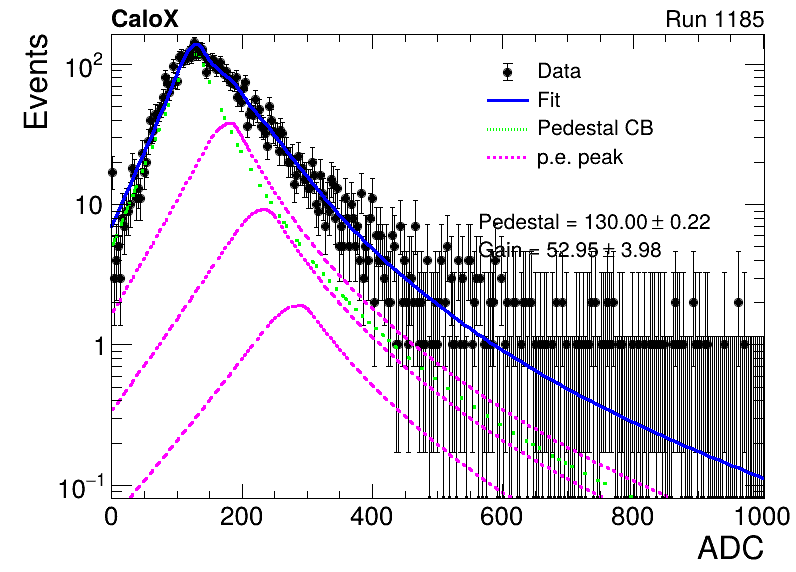 CaloX Run 1185
Events
Data
Fit
Pedestal CB
p.e. peak
Pedestal = 130.00 ± 0.22
Gain = 52.95 ± 3.98
10²
10
1
10⁻¹
0 200 400 600 800 1000
ADC